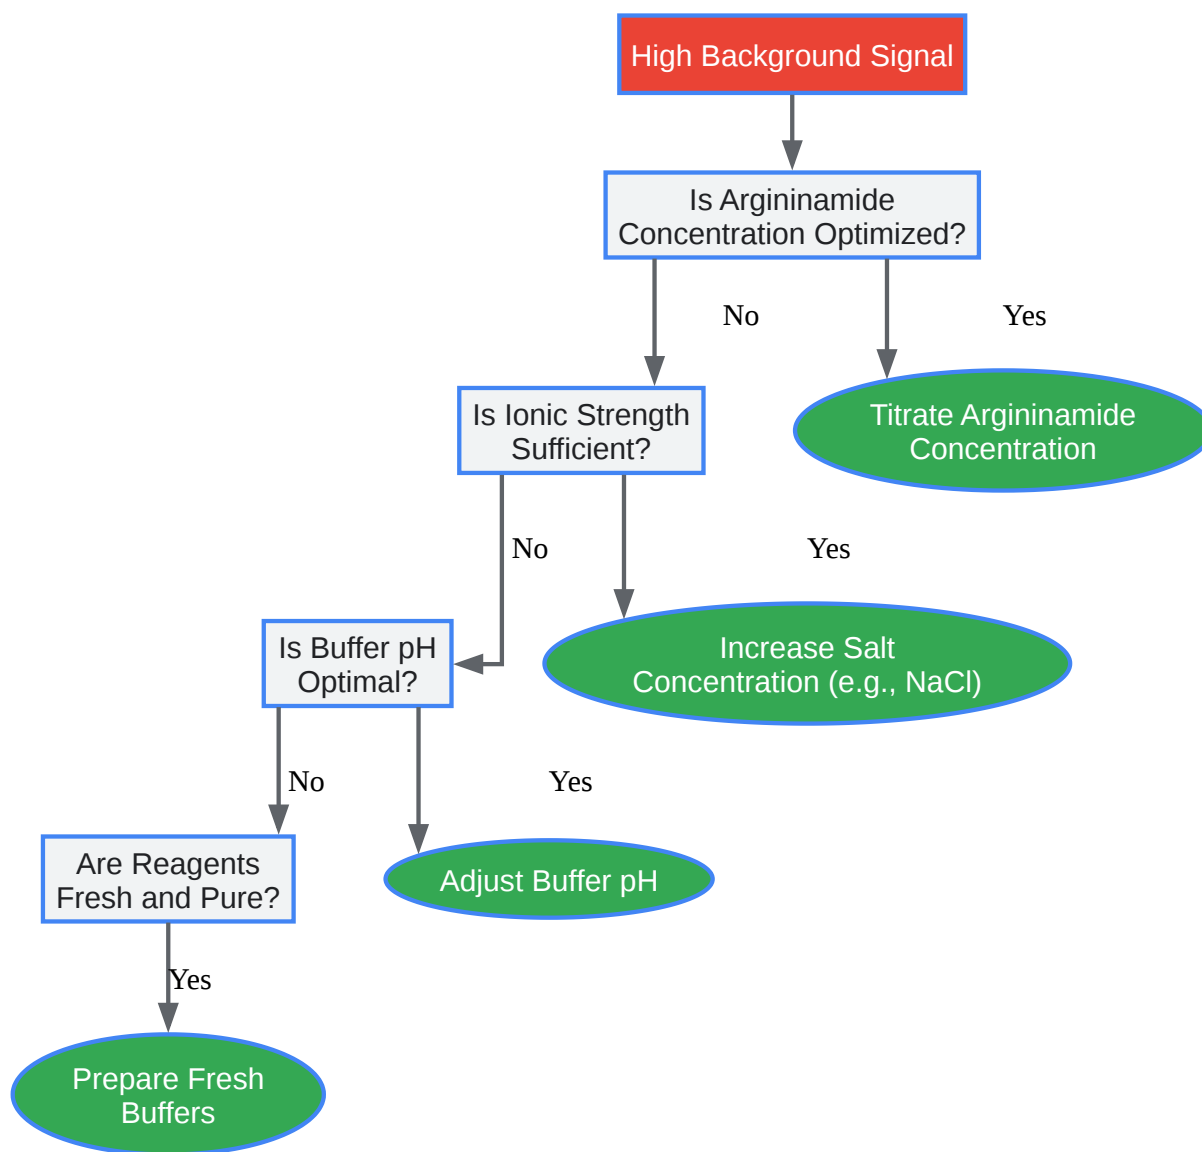 High Background Signal
Is Argininamide
Concentration Optimized?
No
Yes
Is Ionic Strength
Sufficient?
Titrate Argininamide
Concentration
No
Yes
Is Buffer pH
Optimal?
Increase Salt
Concentration (e.g., NaCl)
No
Yes
Are Reagents
Fresh and Pure?
Adjust Buffer pH
Yes
Prepare Fresh
Buffers